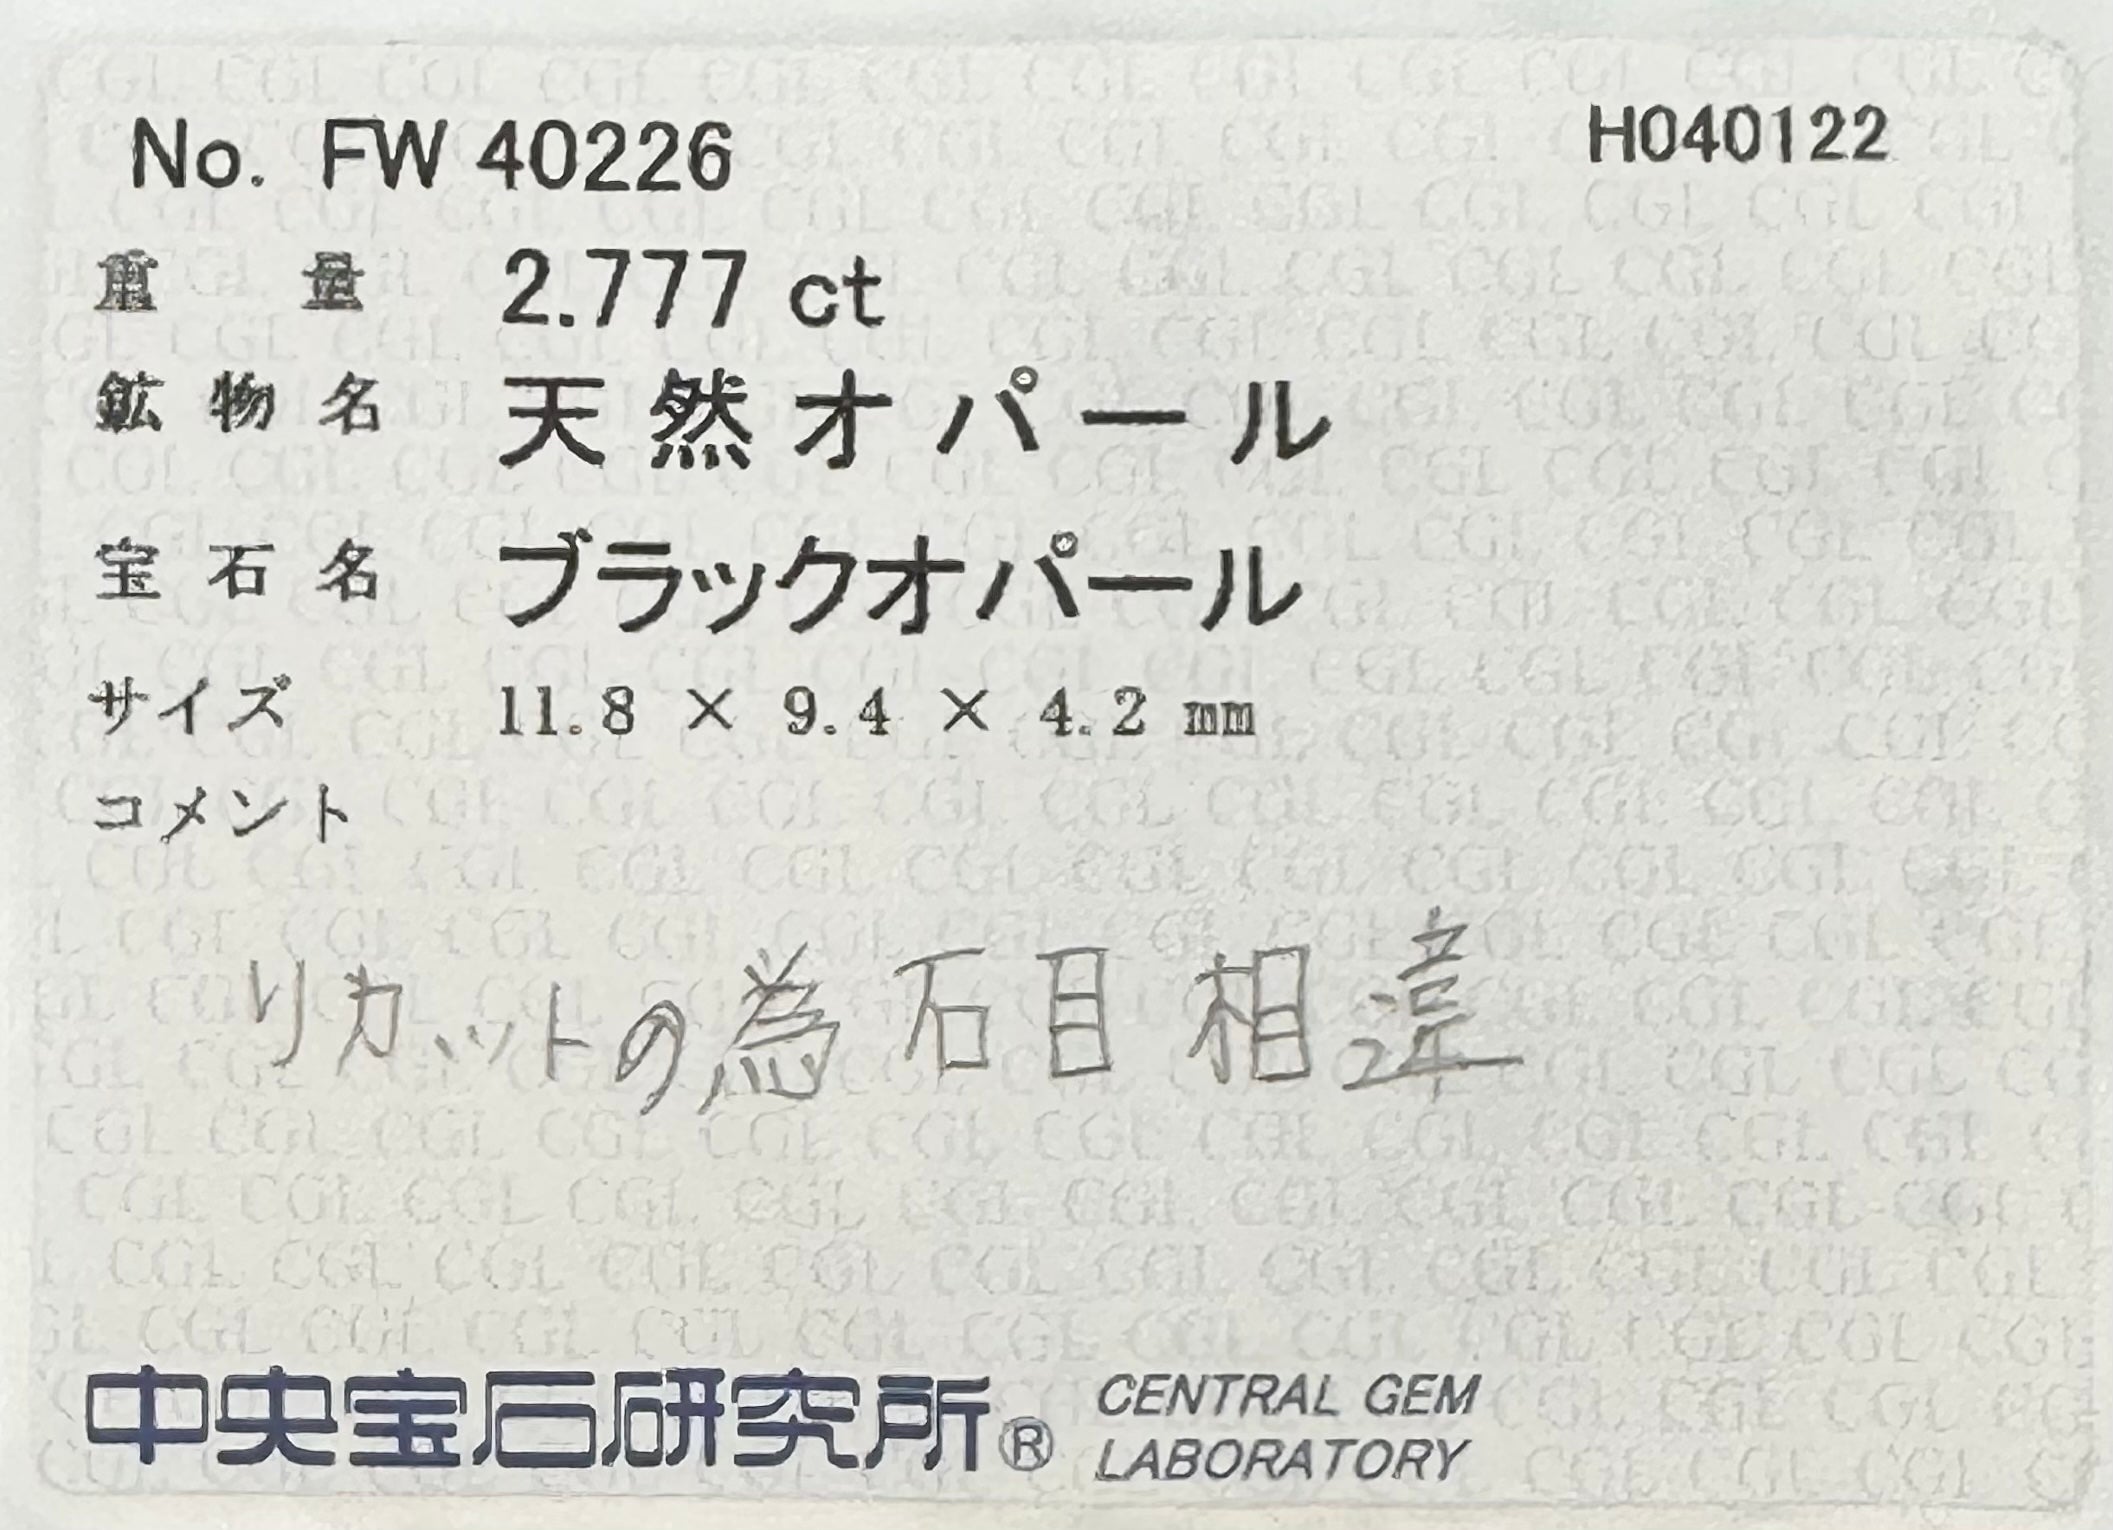 No. FW 40226 H040122
重量 2.777 ct
鉱物名 天然オパール
宝石名 ブラックオパール
サイズ 11.8 × 9.4 × 4.2 mm
コメント
リカットの為石目相違
中央宝石研究所® CENTRAL GEM
LABORATORY